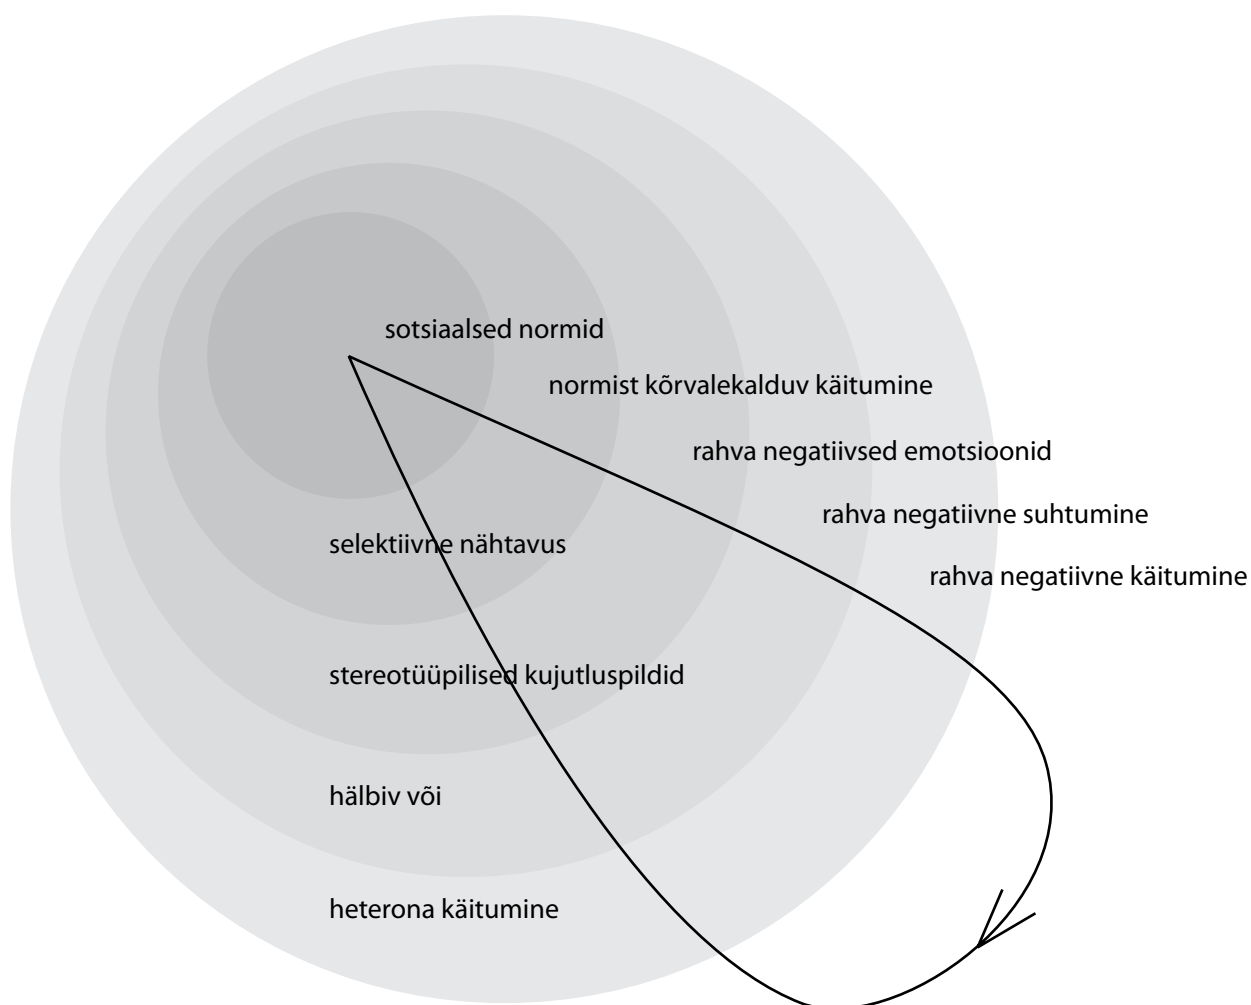 sotsiaalsed normid
normist kõrvalekalduv käitumine
rahva negatiivsed emotsioonid
rahva negatiivne suhtumine
selektiivne nähtavus
rahva negatiivne käitumine
stereotüüpilised kujutluspildid
hälbiv või
heterona käitumine